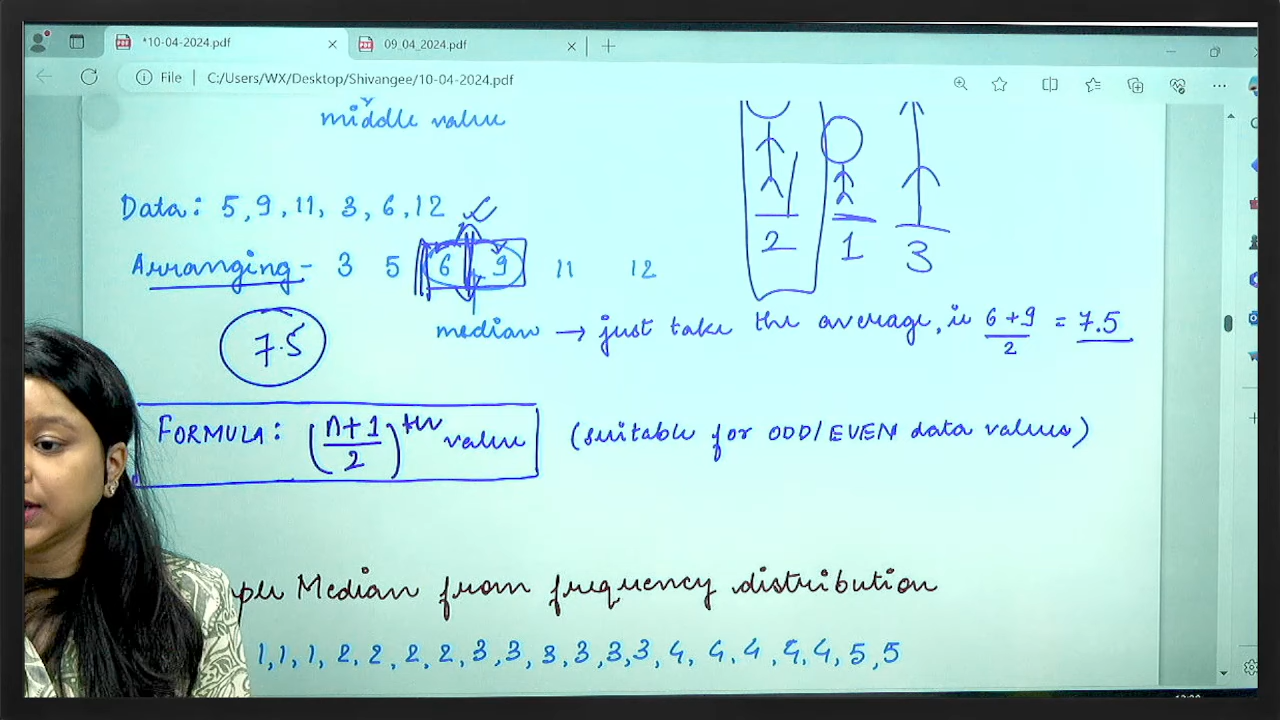 *10-04-2024.pdf
09_04_2024.pdf
File | C:/Users/WX/Desktop/Shivangee/10-04-2024.pdf
middle value
Data: 5, 9, 11, 3, 6, 12
Arranging - 3 5 6 9 11 12
2 1 3
median → just take the average, ie 6+9/2 = 7.5
7.5
FORMULA: (n+1/2)th value (suitable for ODD/EVEN data values)
Median from frequency distribution
1, 1, 1, 2, 2, 2, 2, 3, 3, 3, 3, 3, 3, 4, 4, 4, 4, 4, 5, 5